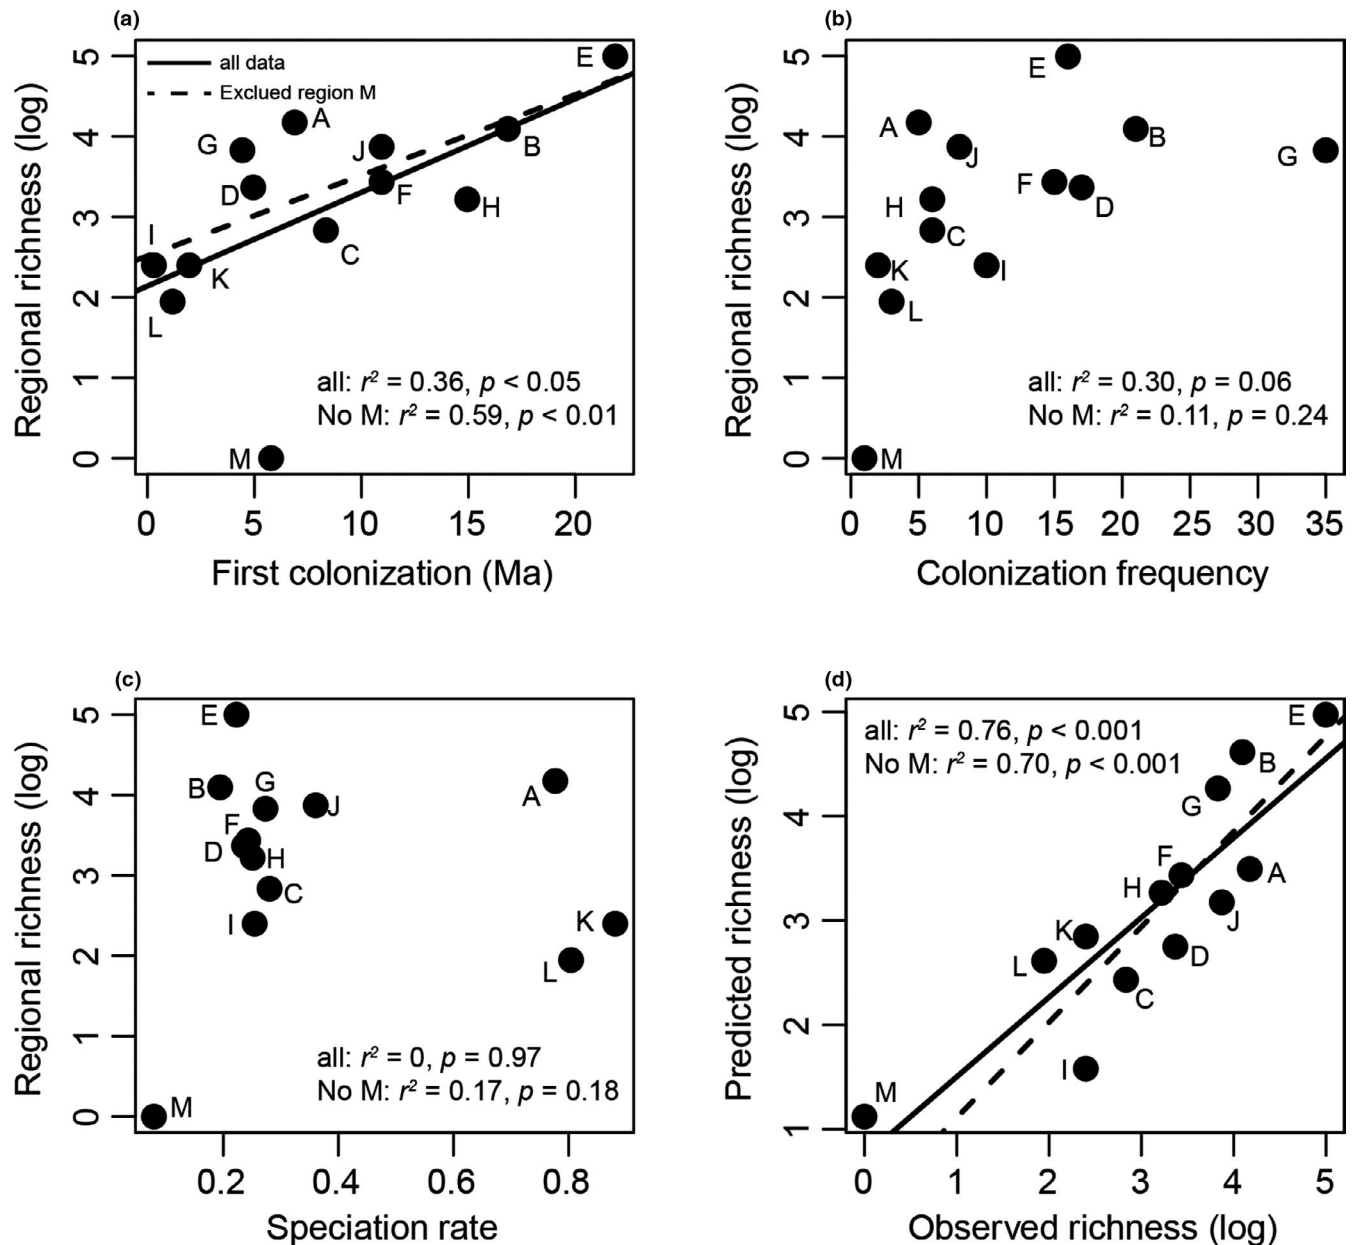 (a)
all data
Exclued region M
E
A
G
J
B
D
F
H
I
C
K
L
all: r² = 0.36, p < 0.05
No M: r² = 0.59, p < 0.01
M
0 1 2 3 4 5
Regional richness (log)
0 5 10 15 20
First colonization (Ma)
(b)
E
A
B
J
G
F
D
H
C
K
I
L
all: r² = 0.30, p = 0.06
No M: r² = 0.11, p = 0.24
M
0 1 2 3 4 5
Regional richness (log)
0 5 10 15 20 25 30 35
Colonization frequency
(c)
E
B
G
J
A
F
D
H
C
I
K
L
all: r² = 0, p = 0.97
No M: r² = 0.17, p = 0.18
M
0 1 2 3 4 5
Regional richness (log)
0.2 0.4 0.6 0.8
Speciation rate
(d)
all: r² = 0.76, p < 0.001
No M: r² = 0.70, p < 0.001
E
B
G
F
A
H
J
K
D
L
C
I
M
1 2 3 4 5
Predicted richness (log)
0 1 2 3 4 5
Observed richness (log)